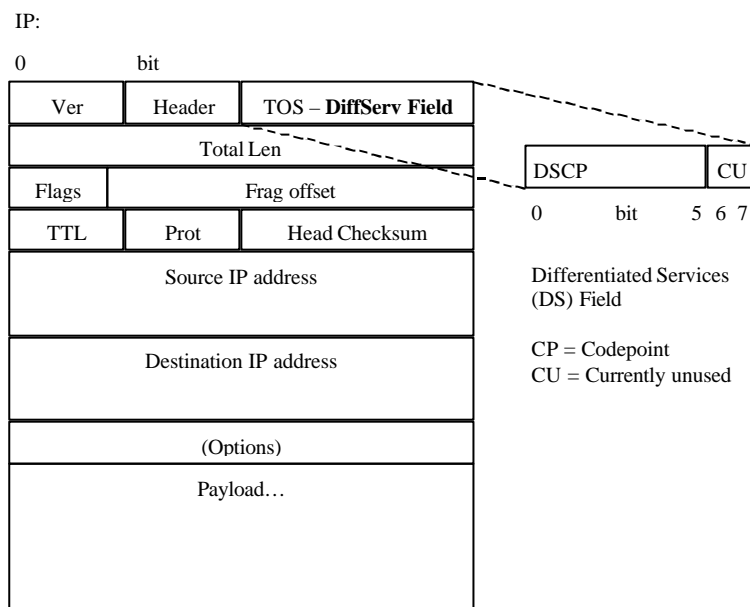 IP:
0 bit
Ver Header TOS – DiffServ Field
Total Len
Flags Frag offset
TTL Prot Head Checksum
Source IP address
Destination IP address
(Options)
Payload…
DSCP CU
0 bit 5 6 7
Differentiated Services
(DS) Field
CP = Codepoint
CU = Currently unused